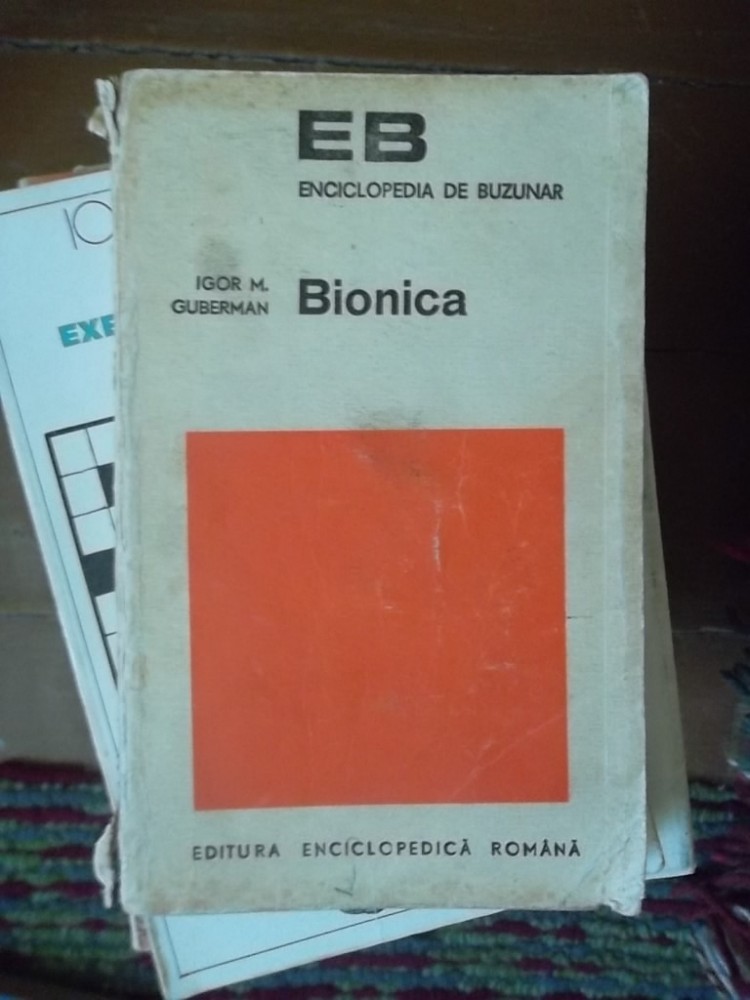 EB
ENCICLOPEDIA DE BUZUNAR
IGOR M.
GUBERMAN
Bionica
EDITURA ENCICLOPEDICĂ ROMÂNĂ